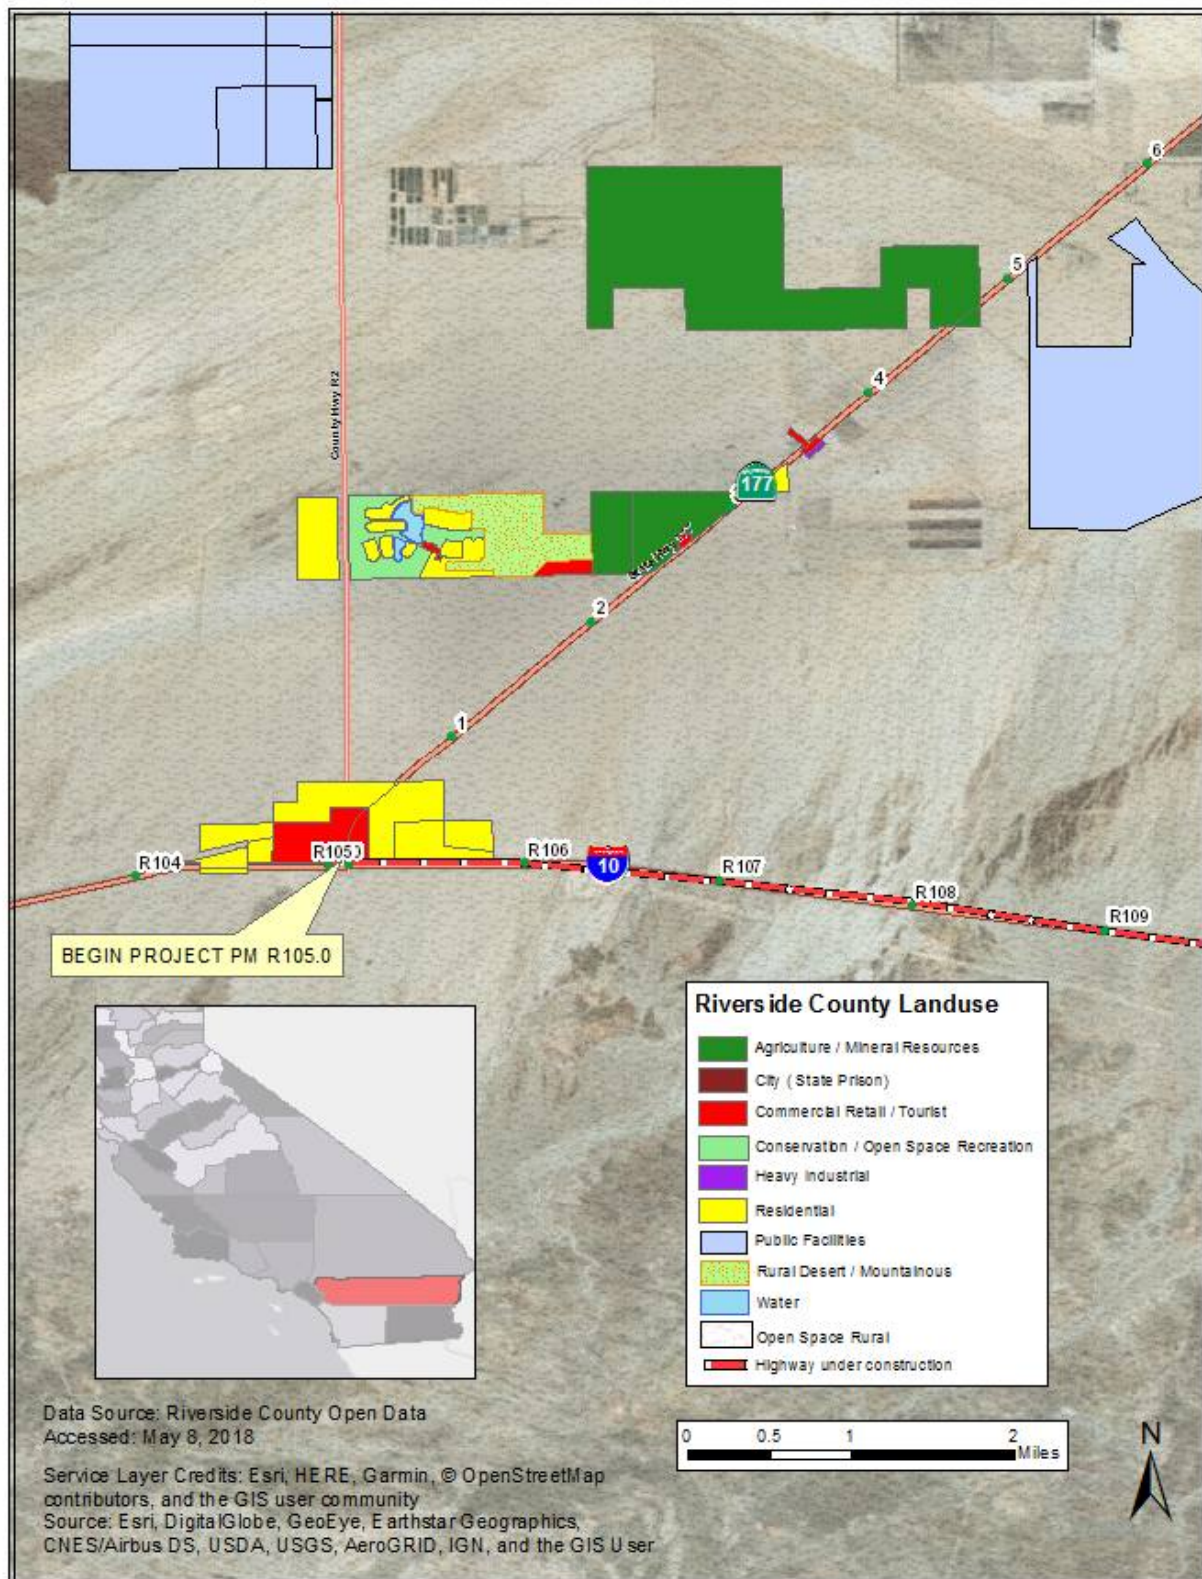 6
5
4
County Hwy R2
177
2
1
R104
R1050
R106
10
R107
R108
R109
BEGIN PROJECT PM R105.0
Riverside County Landuse
Agriculture / Mineral Resources
City ( State Prison)
Commercial Retail / Tourist
Conservation / Open Space Recreation
Heavy Industrial
Residential
Public Facilities
Rural Desert / Mountainous
Water
Open Space Rural
Highway under construction
Data Source: Riverside County Open Data
Accessed: May 8, 2018
Service Layer Credits: Esri, HERE, Garmin, © OpenStreetMap
contributors, and the GIS user community
Source: Esri, DigitalGlobe, GeoEye, Earthstar Geographics,
CNES/Airbus DS, USDA, USGS, AeroGRID, IGN, and the GIS User
0 0.5 1 2
Miles
N